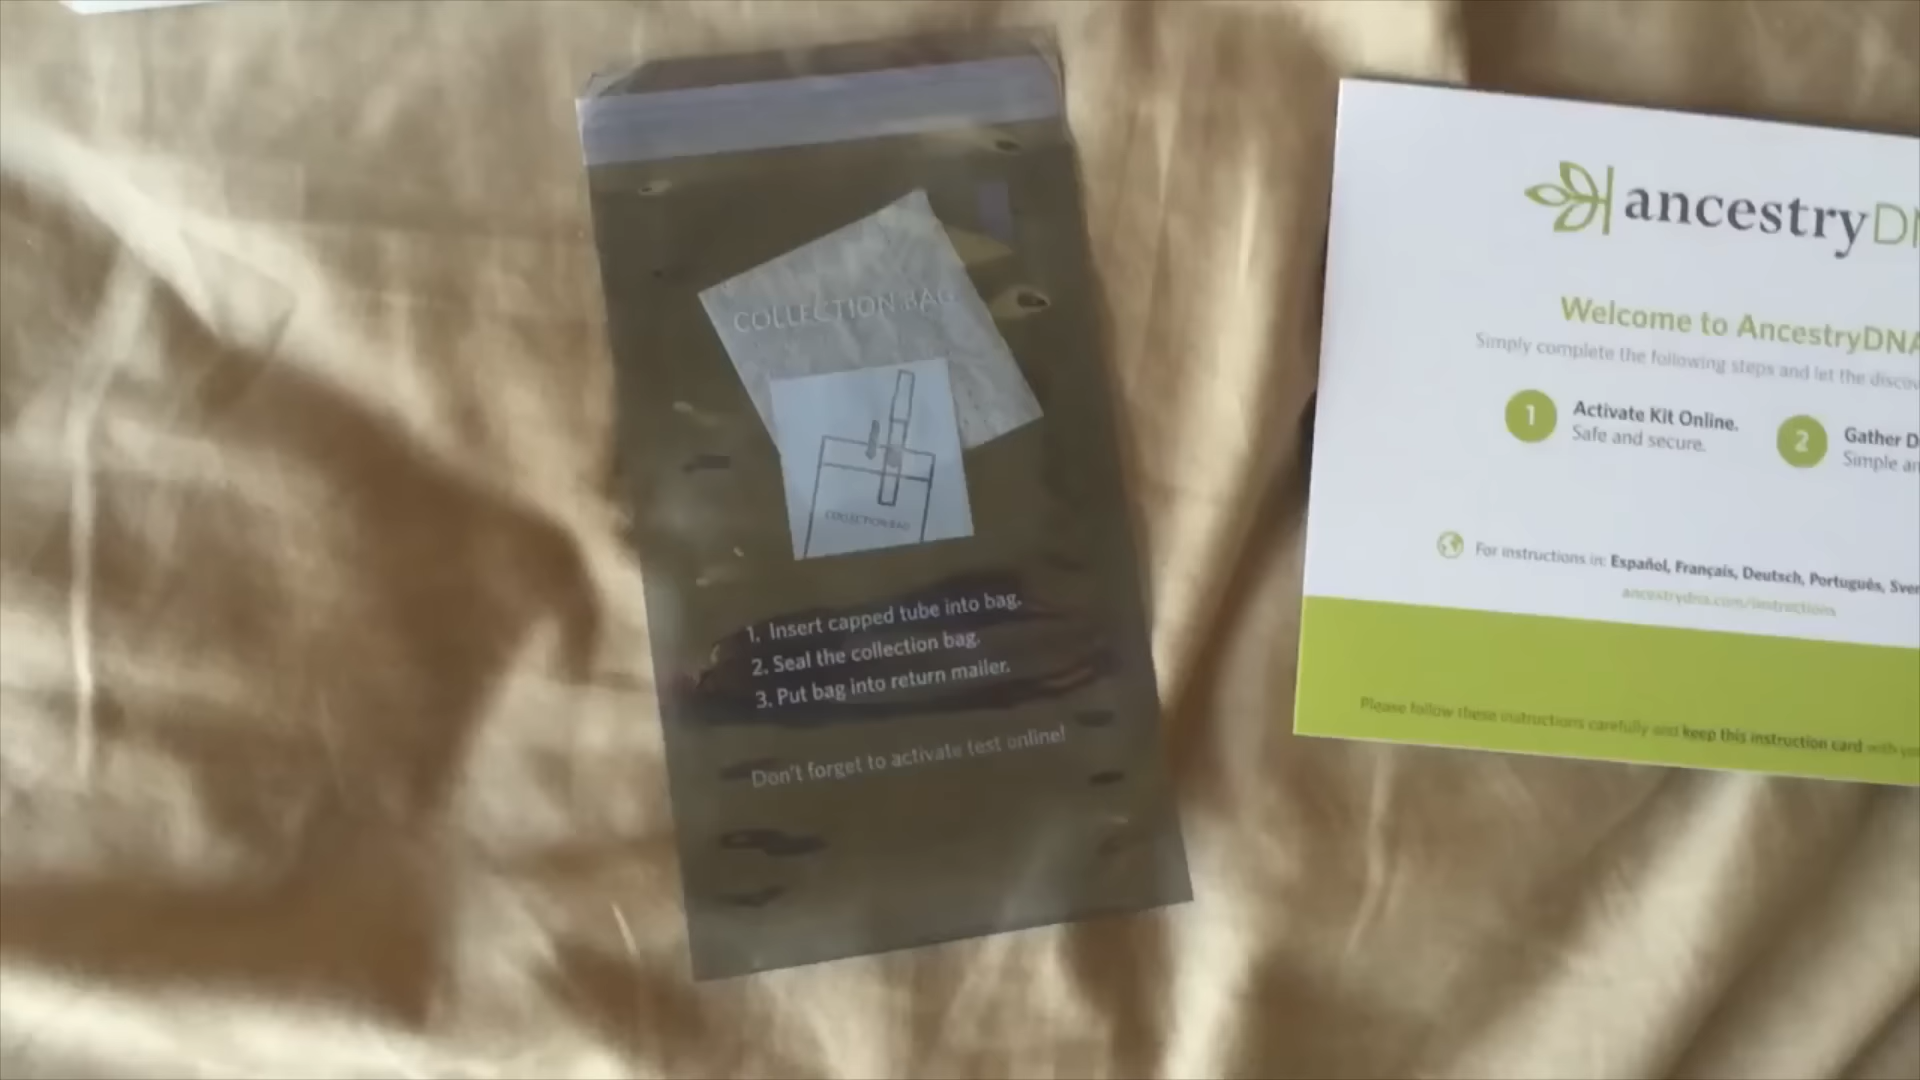 COLLECTION BAG
COLLECTION BAG
1. Insert capped tube into bag.
2. Seal the collection bag.
3. Put bag into return mailer.
Don't forget to activate test online!
ancestryDN
Welcome to AncestryDNA
Simply complete the following steps and let the
1
Activate Kit Online.
Safe and secure.
2
Gather
Simple
For instructions in: Español, Français, Deutsch, Português,
ancestrydna.com/instructions
Please follow these instructions carefully and keep this instruction card with